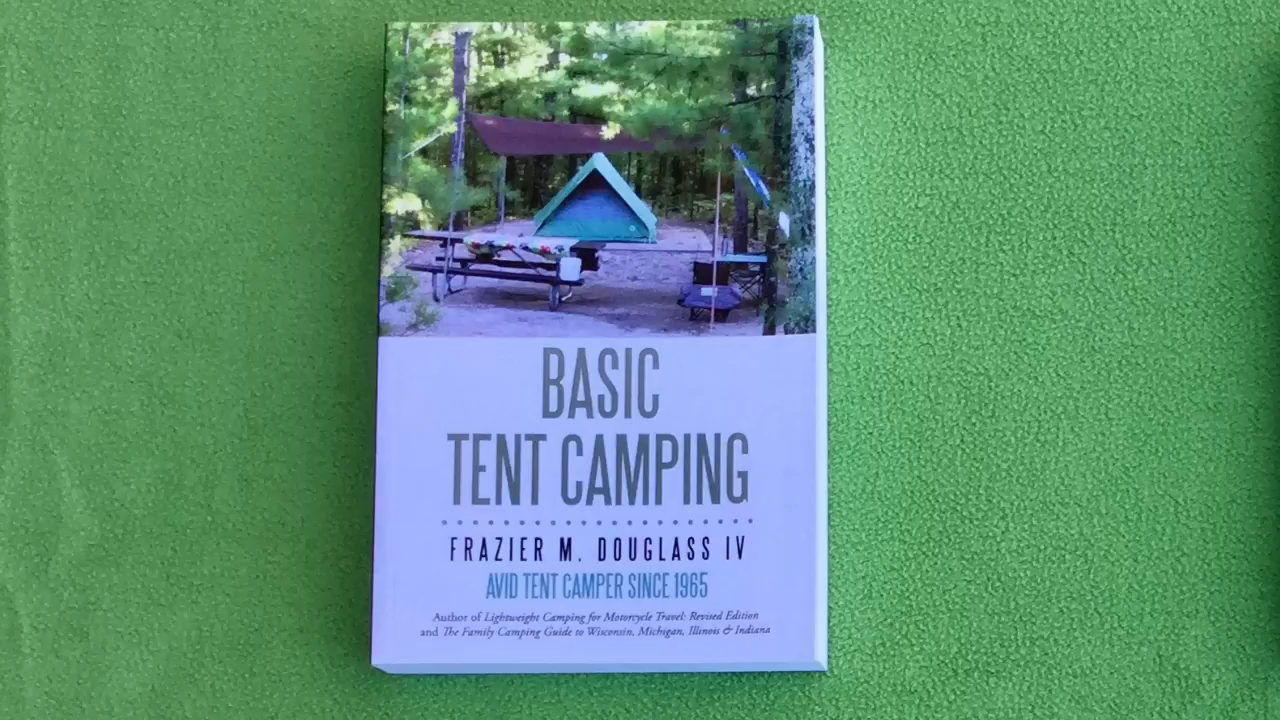 BASIC
TENT CAMPING
FRAZIER M. DOUGLASS IV
AVID TENT CAMPER SINCE 1965
Author of Lightweight Camping for Motorcycle Travel: Revised Edition
and The Family Camping Guide to Wisconsin, Michigan, Illinois & Indiana